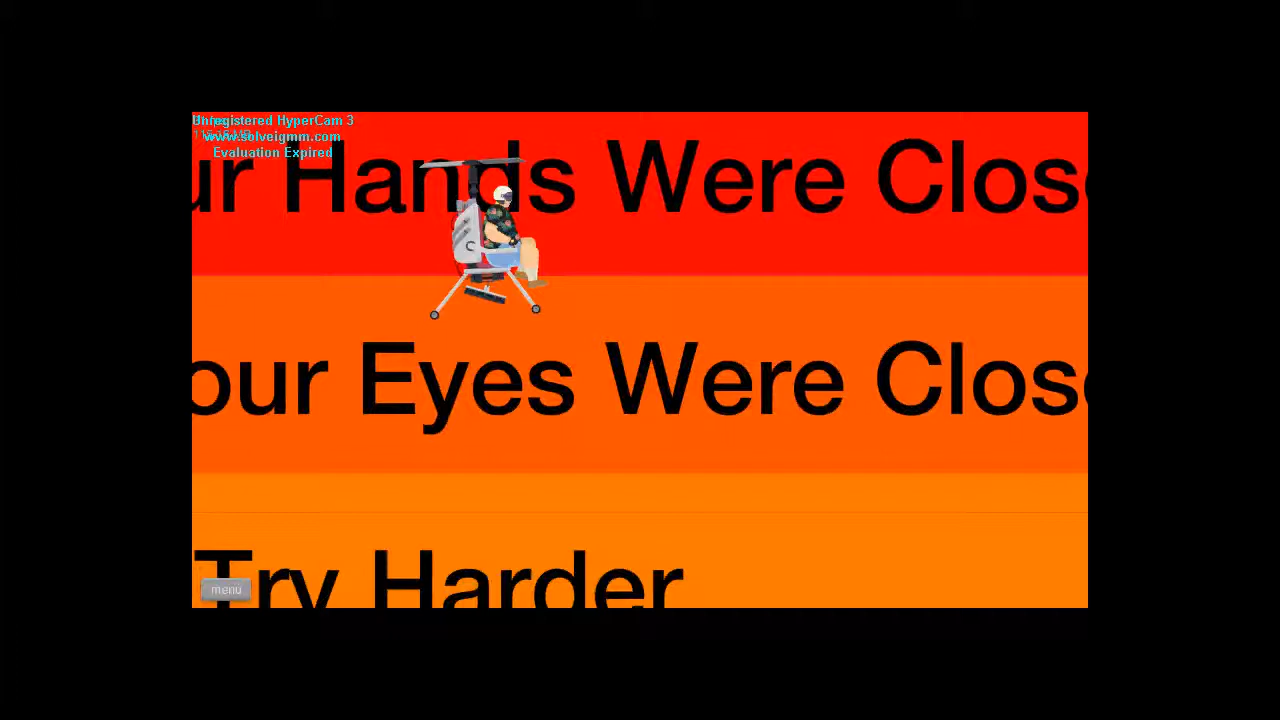 Unregistered HyperCam 3
www.solveigmm.com
Evaluation Expired
ur Hands Were Close
our Eyes Were Close
Try Harder
menu